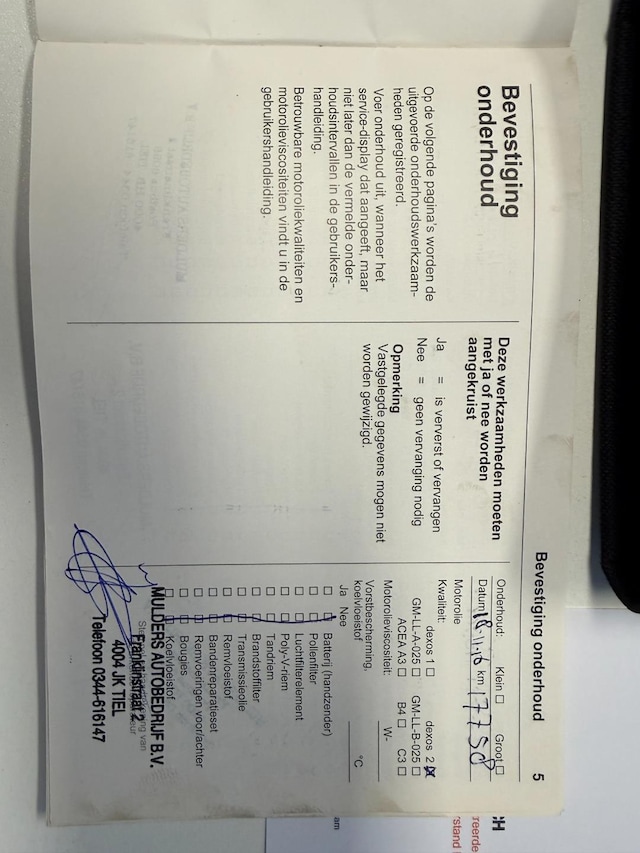 Bevestiging onderhoud 5
Bevestiging
onderhoud
Op de volgende pagina's worden de
uitgevoerde onderhoudswerkzaam-
heden geregistreerd.
Voer onderhoud uit, wanneer het
service-display dat aangeeft, maar
niet later dan de vermelde onder-
houdsintervallen in de gebruikers-
handleiding.
Betrouwbare motoroliekwaliteiten en
motorolieviscositeiten vindt u in de
gebruikershandleiding.
Deze werkzaamheden moeten
met ja of nee worden
aangekruist
Ja = is ververst of vervangen
Nee = geen vervanging nodig
Opmerking
Vastgelegde gegevens mogen niet
worden gewijzigd.
Onderhoud: Klein ☐ Groot ☐
Datum 18-11-16 km 17758
Motorolie
Kwaliteit: dexos 1 ☐ dexos 2 ☒
GM-LL-A-025 ☐ GM-LL-B-025 ☐
ACEA A3 ☐ B4 ☐ C3 ☐
Motorolieviscositeit: W-
Vorstbescherming,
koelvloeistof °C
Ja Nee
☐ ☐ Batterij (handzender)
☐ ☐ Pollenfilter
☐ ☐ Luchtfilterelement
☐ ☐ Poly-V-riem
☐ ☐ Tandriem
☐ ☐ Brandstoffilter
☐ ☐ Transmissieolie
☐ ☐ Remvloeistof
☐ ☐ Bandenreparatieset
☐ ☐ Remvoeringen voor/achter
☐ ☐ Bougies
☐ ☐ Koelvloeistof
MULDERS AUTOBEDRIJF B.V.
Franklinstraat 2
4004 JK TIEL
Telefoon 0344-616147